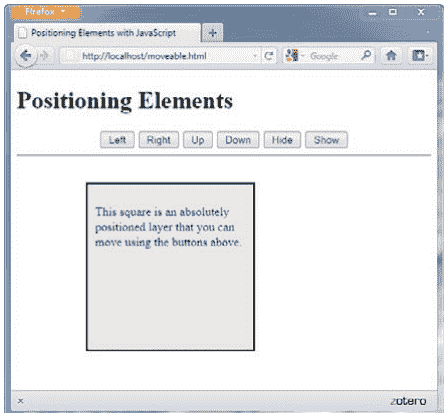 Firefox
Positioning Elements with JavaScript
http://localhost/moveable.html
Google
Positioning Elements
Left Right Up Down Hide Show
This square is an absolutely
positioned layer that you can
move using the buttons above.
zotero